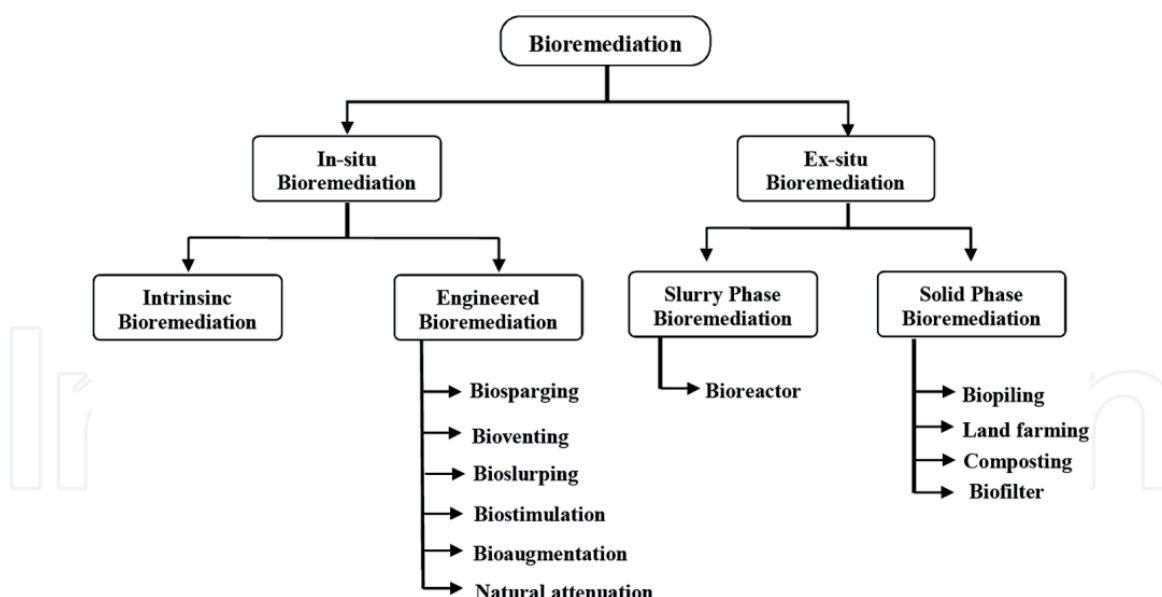 Bioremediation
In-situ
Bioremediation
Ex-situ
Bioremediation
Intrinsinc
Bioremediation
Engineered
Bioremediation
Slurry Phase
Bioremediation
Solid Phase
Bioremediation
Biosparging
Bioventing
Bioslurping
Biostimulation
Bioaugmentation
Natural attenuation
Bioreactor
Biopiling
Land farming
Composting
Biofilter